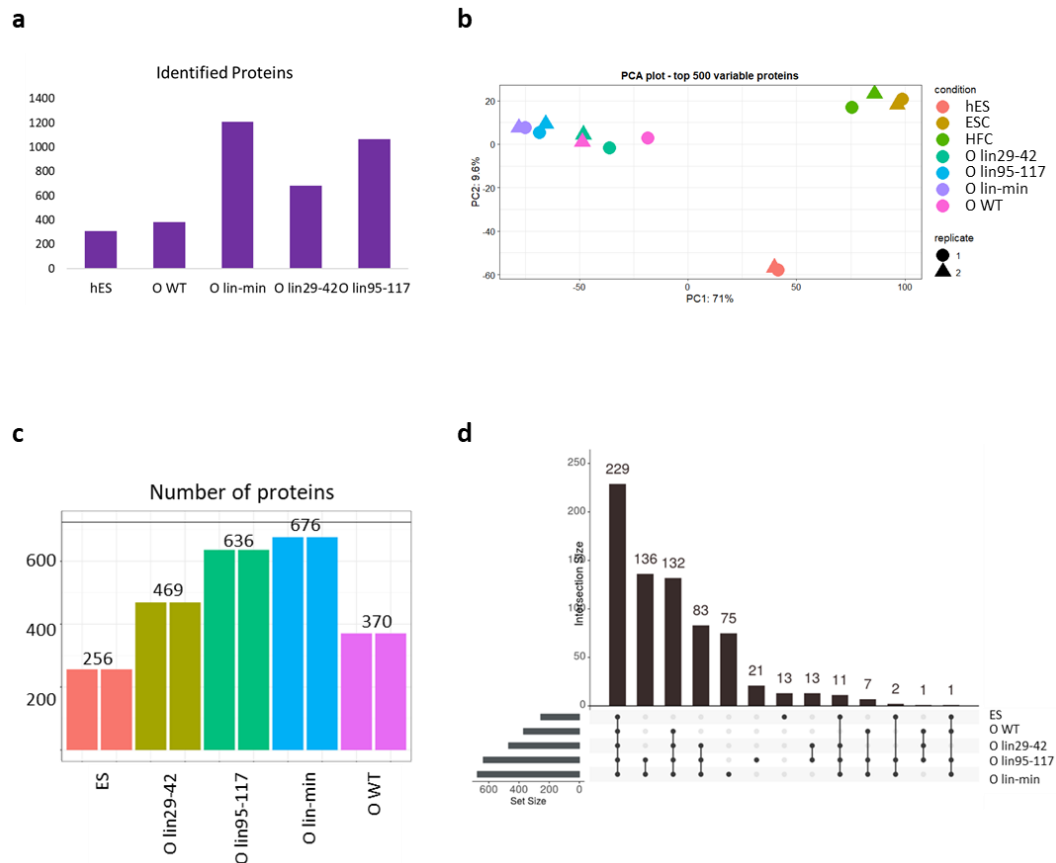 a
Identified Proteins
1400
1200
1000
800
600
400
200
0
hES O WT O lin-min O lin29-42 O lin95-117
b
PCA plot - top 500 variable proteins
20
0
-20
-40
-60
PC2: 9.6%
-50 0 50 100
PC1: 71%
condition
hES
ESC
HFC
O lin29-42
O lin95-117
O lin-min
O WT
replicate
1
2
c
Number of proteins
600
400
200
256
469
636
676
370
ES
O lin29-42
O lin95-117
O lin-min
O WT
d
250
200
150
100
50
0
Intersection Size
229 136 132 83 75 21 13 13 11 7 2 1 1
ES
O WT
O lin29-42
O lin95-117
O lin-min
600 400 200 0
Set Size